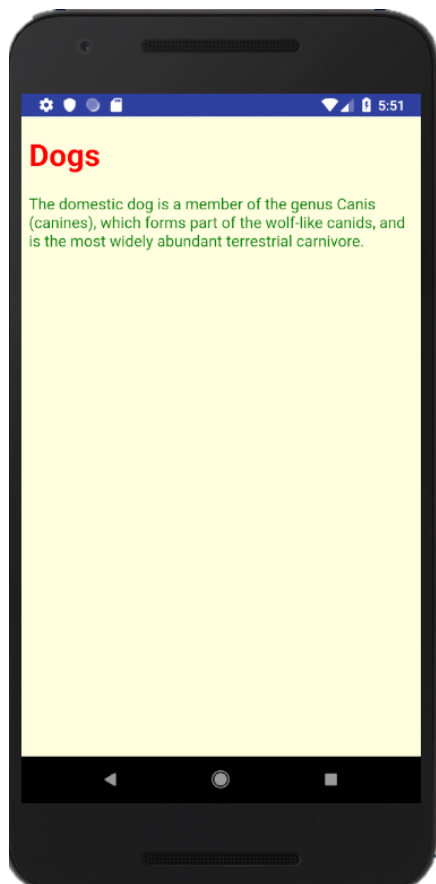 5:51
Dogs
The domestic dog is a member of the genus Canis
(canines), which forms part of the wolf-like canids, and
is the most widely abundant terrestrial carnivore.